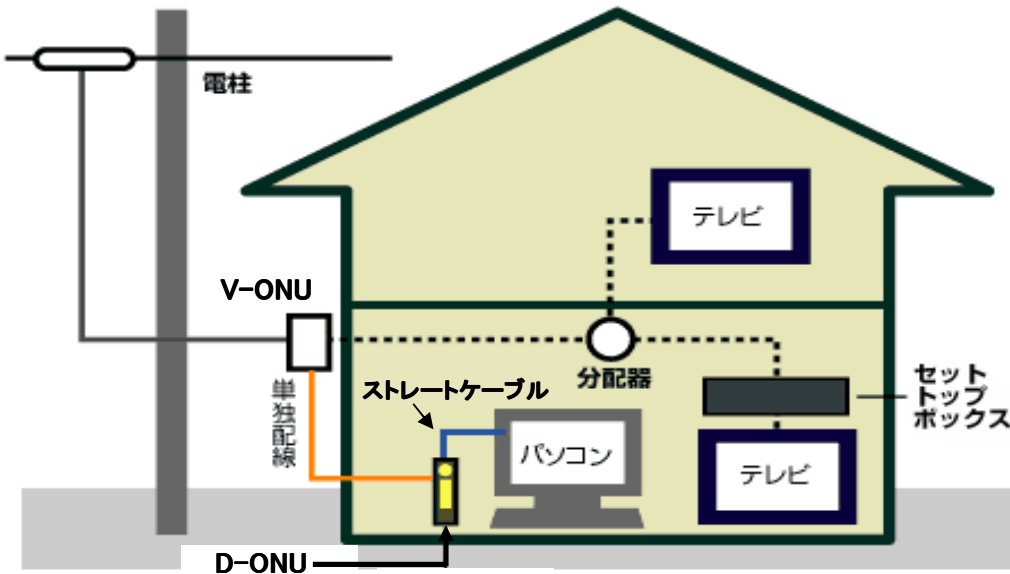 電柱
テレビ
V-ONU
分配器
ストレートケーブル
セット
トップ
ボックス
単独配線
パソコン
テレビ
D-ONU